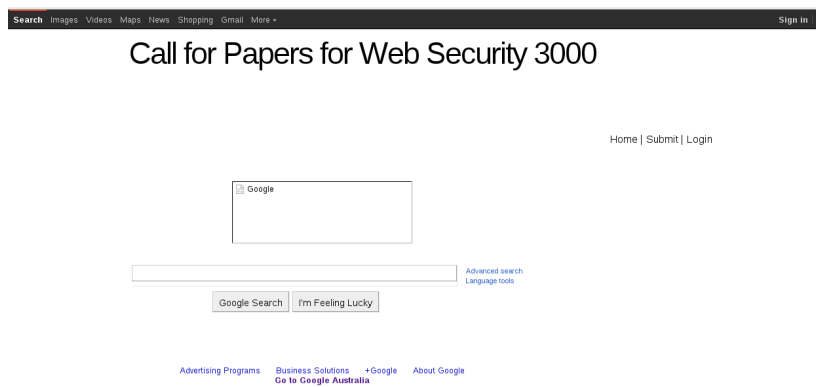 Search Images Videos Maps News Shopping Gmail More Sign in
Call for Papers for Web Security 3000
Home | Submit | Login
Google
Advanced search
Language tools
Google Search I'm Feeling Lucky
Advertising Programs Business Solutions +Google About Google
Go to Google Australia